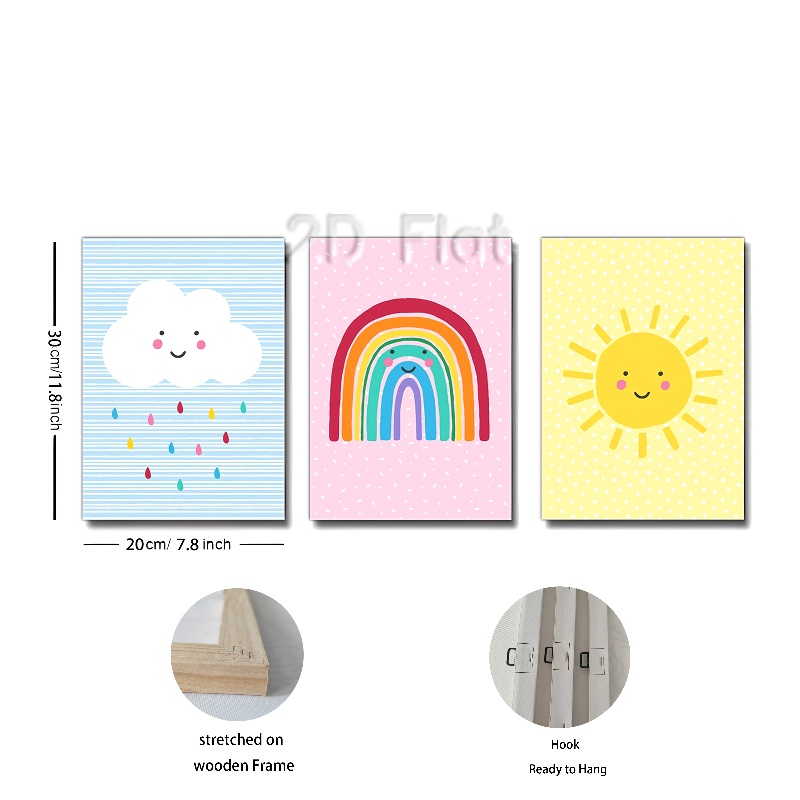 2D Flat
30cm/11.8inch
20cm/ 7.8 inch
stretched on
wooden Frame
Hook
Ready to Hang